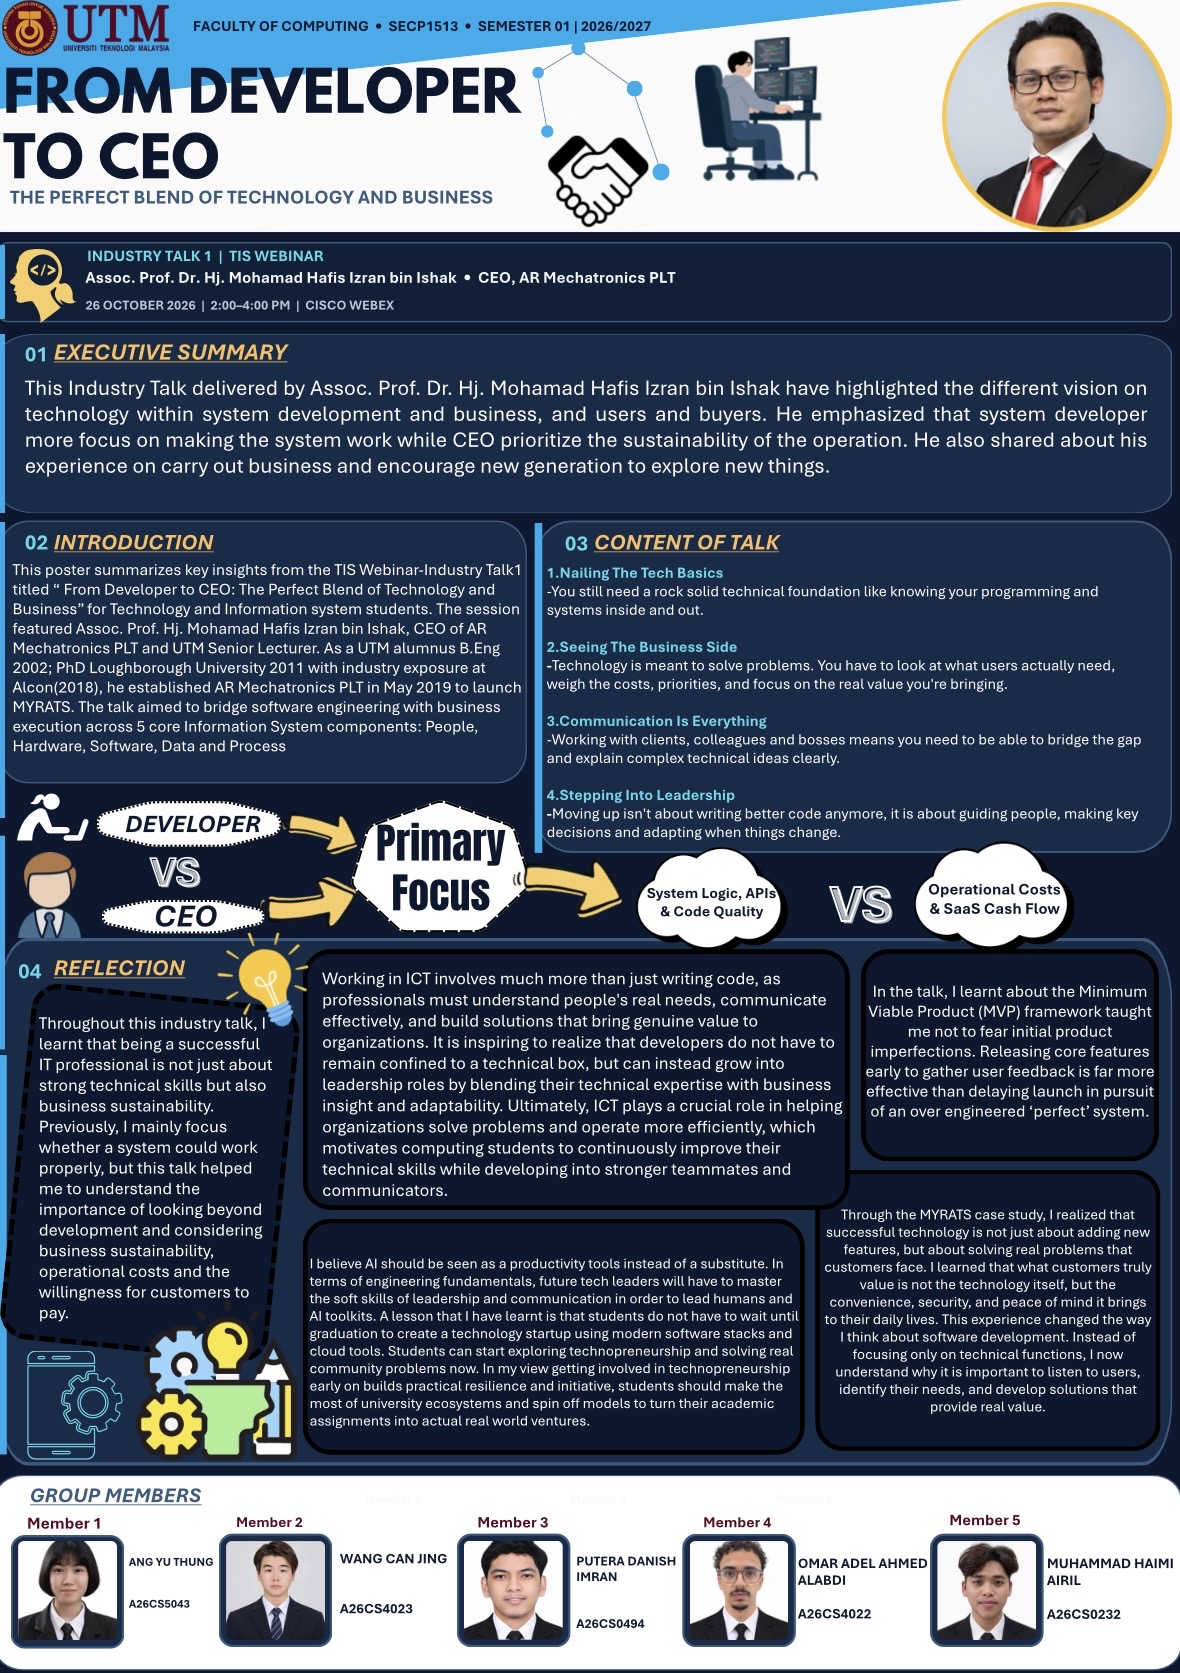 UTM
UNIVERSITI TEKNOLOGI MALAYSIA
FACULTY OF COMPUTING • SECP1513 • SEMESTER 01 | 2026/2027
FROM DEVELOPER
TO CEO
THE PERFECT BLEND OF TECHNOLOGY AND BUSINESS
</>
INDUSTRY TALK 1 | TIS WEBINAR
Assoc. Prof. Dr. Hj. Mohamad Hafis Izran bin Ishak • CEO, AR Mechatronics PLT
26 OCTOBER 2026 | 2:00–4:00 PM | CISCO WEBEX
01 EXECUTIVE SUMMARY
This Industry Talk delivered by Assoc. Prof. Dr. Hj. Mohamad Hafis Izran bin Ishak have highlighted the different vision on
technology within system development and business, and users and buyers. He emphasized that system developer
more focus on making the system work while CEO prioritize the sustainability of the operation. He also shared about his
experience on carry out business and encourage new generation to explore new things.
02 INTRODUCTION
This poster summarizes key insights from the TIS Webinar-Industry Talk1
titled “ From Developer to CEO: The Perfect Blend of Technology and
Business” for Technology and Information system students. The session
featured Assoc. Prof. Hj. Mohamad Hafis Izran bin Ishak, CEO of AR
Mechatronics PLT and UTM Senior Lecturer. As a UTM alumnus B.Eng
2002; PhD Loughborough University 2011 with industry exposure at
Alcon(2018), he established AR Mechatronics PLT in May 2019 to launch
MYRATS. The talk aimed to bridge software engineering with business
execution across 5 core Information System components: People,
Hardware, Software, Data and Process
03 CONTENT OF TALK
1.Nailing The Tech Basics
-You still need a rock solid technical foundation like knowing your programming and
systems inside and out.
2.Seeing The Business Side
-Technology is meant to solve problems. You have to look at what users actually need,
weigh the costs, priorities, and focus on the real value you're bringing.
3.Communication Is Everything
-Working with clients, colleagues and bosses means you need to be able to bridge the gap
and explain complex technical ideas clearly.
4.Stepping Into Leadership
-Moving up isn't about writing better code anymore, it is about guiding people, making key
decisions and adapting when things change.
DEVELOPER
VS
CEO
Primary
Focus
System Logic, APIs
& Code Quality
VS
Operational Costs
& SaaS Cash Flow
04 REFLECTION
Throughout this industry talk, I
learnt that being a successful
IT professional is not just about
strong technical skills but also
business sustainability.
Previously, I mainly focus
whether a system could work
properly, but this talk helped
me to understand the
importance of looking beyond
development and considering
business sustainability,
operational costs and the
willingness for customers to
pay.
Working in ICT involves much more than just writing code, as
professionals must understand people's real needs, communicate
effectively, and build solutions that bring genuine value to
organizations. It is inspiring to realize that developers do not have to
remain confined to a technical box, but can instead grow into
leadership roles by blending their technical expertise with business
insight and adaptability. Ultimately, ICT plays a crucial role in helping
organizations solve problems and operate more efficiently, which
motivates computing students to continuously improve their
technical skills while developing into stronger teammates and
communicators.
In the talk, I learnt about the Minimum
Viable Product (MVP) framework taught
me not to fear initial product
imperfections. Releasing core features
early to gather user feedback is far more
effective than delaying launch in pursuit
of an over engineered ‘perfect’ system.
I believe AI should be seen as a productivity tools instead of a substitute. In
terms of engineering fundamentals, future tech leaders will have to master
the soft skills of leadership and communication in order to lead humans and
AI toolkits. A lesson that I have learnt is that students do not have to wait until
graduation to create a technology startup using modern software stacks and
cloud tools. Students can start exploring technopreneurship and solving real
community problems now. In my view getting involved in technopreneurship
early on builds practical resilience and initiative, students should make the
most of university ecosystems and spin off models to turn their academic
assignments into actual real world ventures.
Through the MYRATS case study, I realized that
successful technology is not just about adding new
features, but about solving real problems that
customers face. I learned that what customers truly
value is not the technology itself, but the
convenience, security, and peace of mind it brings
to their daily lives. This experience changed the way
I think about software development. Instead of
focusing only on technical functions, I now
understand why it is important to listen to users,
identify their needs, and develop solutions that
provide real value.
GROUP MEMBERS
Member 1
ANG YU THUNG
A26CS5043
Member 2
WANG CAN JING
A26CS4023
Member 3
PUTERA DANISH
IMRAN
A26CS0494
Member 4
OMAR ADEL AHMED
ALABDI
A26CS4022
Member 5
MUHAMMAD HAIMI
AIRIL
A26CS0232